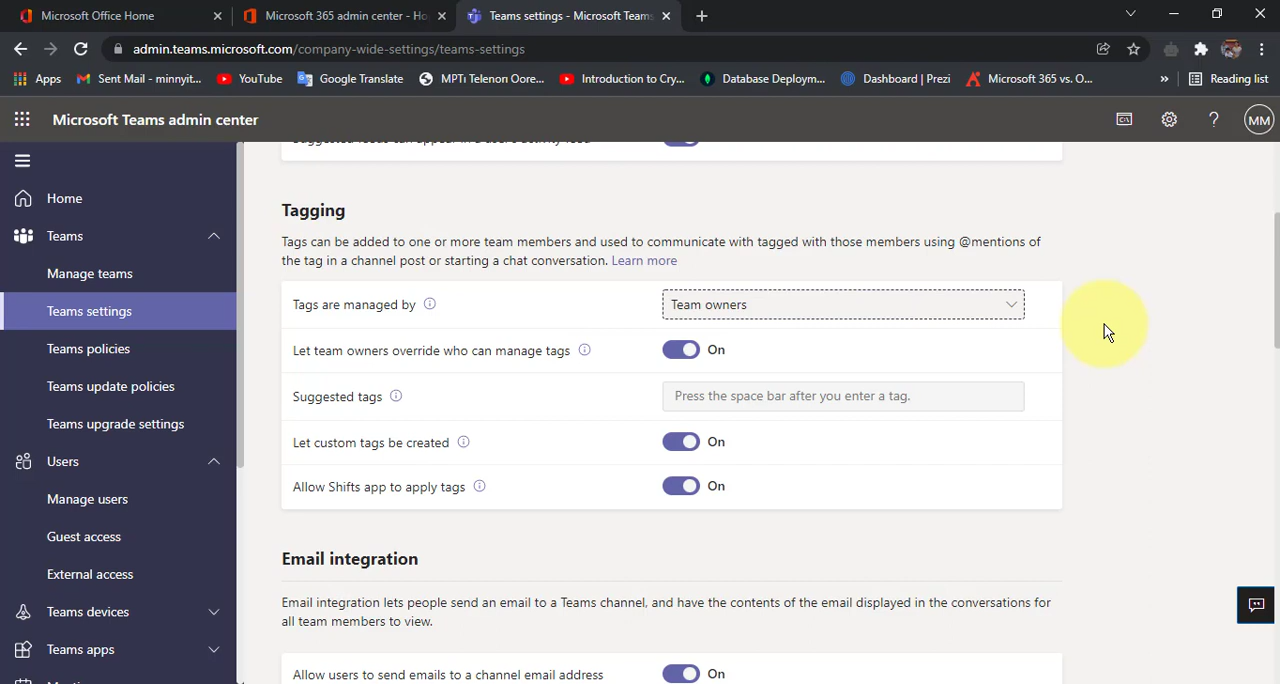 Microsoft Office Home
Microsoft 365 admin center - Ho
Teams settings - Microsoft Teams
admin.teams.microsoft.com/company-wide-settings/teams-settings
Apps
Sent Mail - minnyit...
YouTube
Google Translate
MPTi Telenon Oore...
Introduction to Cry...
Database Deploym...
Dashboard | Prezi
Microsoft 365 vs. O...
»
Reading list
Microsoft Teams admin center
MM
Home
Teams
Manage teams
Teams settings
Teams policies
Teams update policies
Teams upgrade settings
Users
Manage users
Guest access
External access
Teams devices
Teams apps
Tagging
Tags can be added to one or more team members and used to communicate with tagged with those members using @mentions of
the tag in a channel post or starting a chat conversation. Learn more
Tags are managed by
Team owners
Let team owners override who can manage tags
On
Suggested tags
Press the space bar after you enter a tag.
Let custom tags be created
On
Allow Shifts app to apply tags
On
Email integration
Email integration lets people send an email to a Teams channel, and have the contents of the email displayed in the conversations for
all team members to view.
Allow users to send emails to a channel email address
On